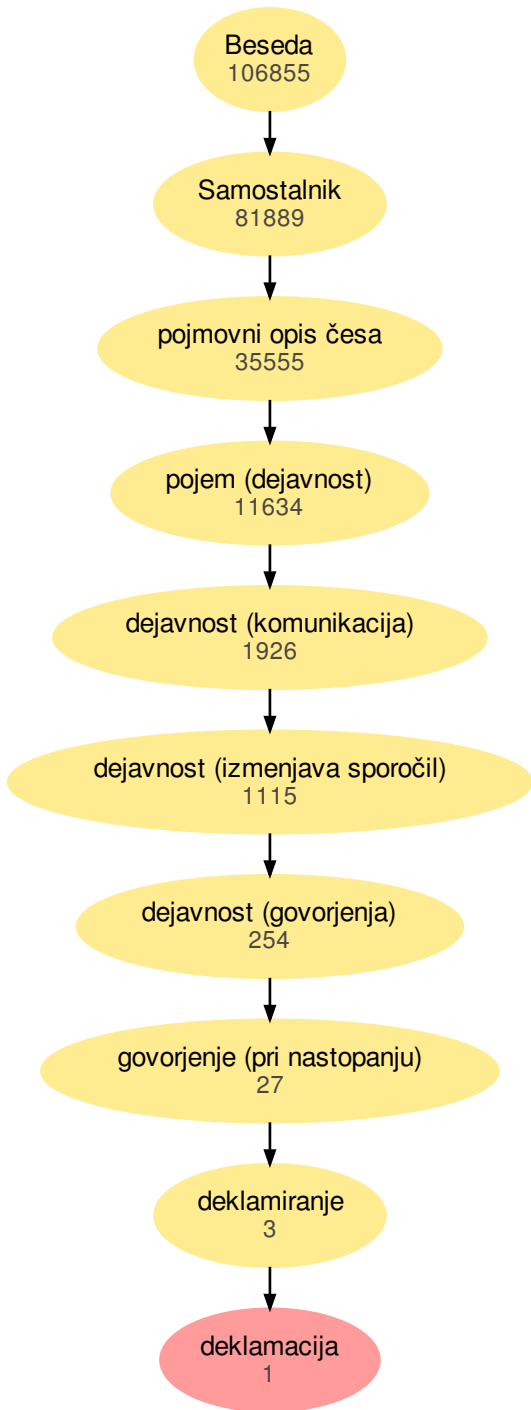 Beseda
106855
Samostalnik
81889
pojmovni opis česa
35555
pojem (dejavnost)
11634
dejavnost (komunikacija)
1926
dejavnost (izmenjava sporočil)
1115
dejavnost (govorjenja)
254
govorjenje (pri nastopanju)
27
deklamiranje
3
deklamacija
1